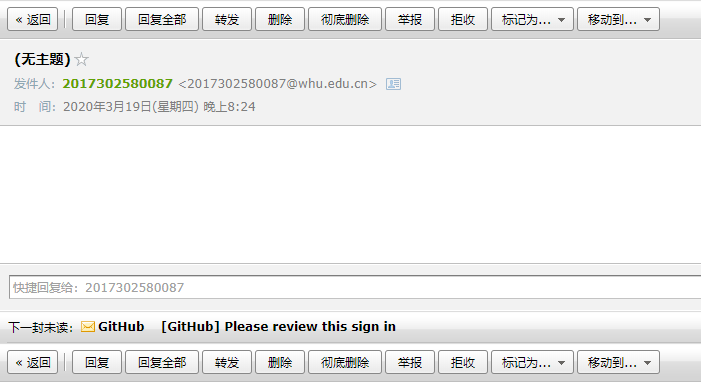 « 返回 回复 回复全部 转发 删除 彻底删除 举报 拒收 标记为... 移动到...
(无主题)
发件人：2017302580087 <2017302580087@whu.edu.cn>
时 间：2020年3月19日(星期四) 晚上8:24
快捷回复给：2017302580087
下一封未读： GitHub [GitHub] Please review this sign in
« 返回 回复 回复全部 转发 删除 彻底删除 举报 拒收 标记为... 移动到...